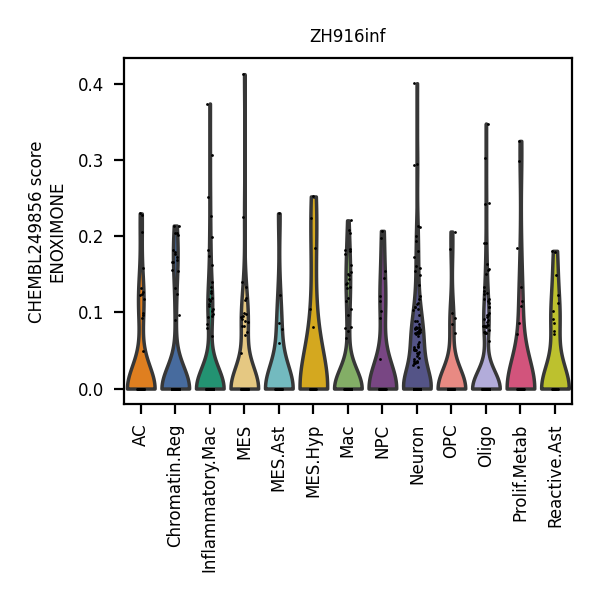 ZH916inf
CHEMBL249856 score
ENOXIMONE
0.4
0.3
0.2
0.1
0.0
AC
Chromatin.Reg
Inflammatory.Mac
MES
MES.Ast
MES.Hyp
Mac
NPC
Neuron
OPC
Oligo
Prolif.Metab
Reactive.Ast